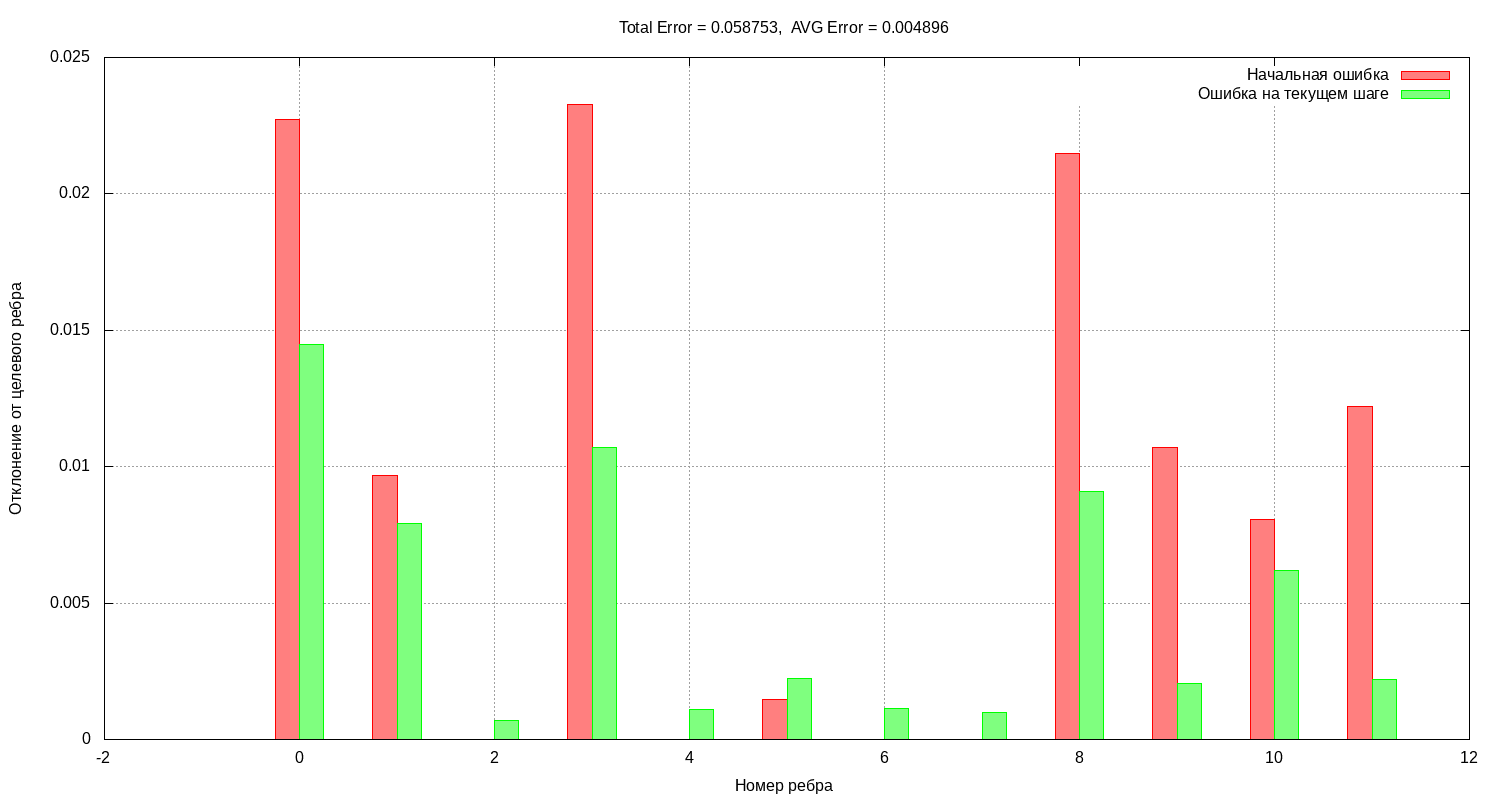 Total Error = 0.058753,  AVG Error = 0.004896
Начальная ошибка
Ошибка на текущем шаге
Отклонение от целевого ребра
0.025
0.02
0.015
0.01
0.005
0
-2 0 2 4 6 8 10 12
Номер ребра